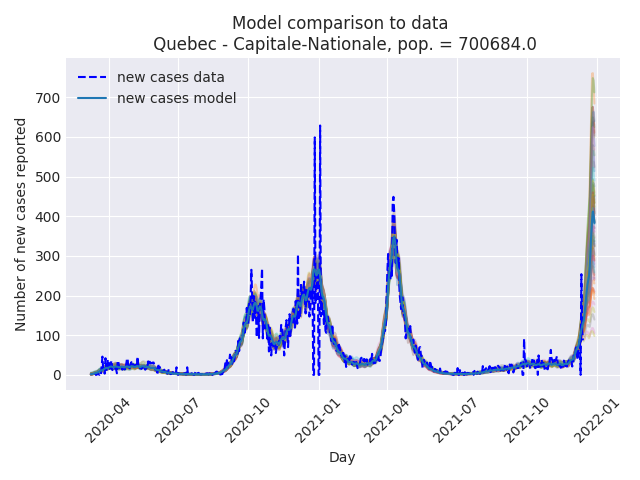 Model comparison to data
Quebec - Capitale-Nationale, pop. = 700684.0
new cases data
new cases model
Number of new cases reported
700
600
500
400
300
200
100
0
2020-04
2020-07
2020-10
2021-01
2021-04
2021-07
2021-10
2022-01
Day